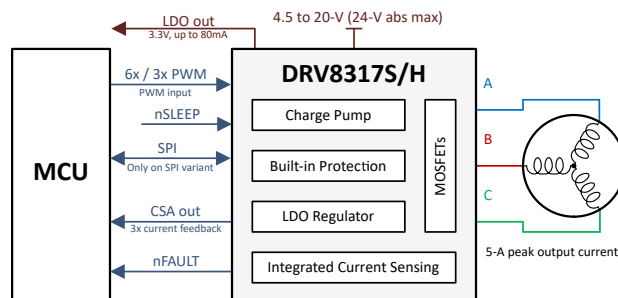 LDO out
3.3V, up to 80mA
4.5 to 20-V (24-V abs max)
MCU
6x / 3x PWM
PWM input
nSLEEP
SPI
Only on SPI variant
CSA out
3x current feedback
nFAULT
DRV8317S/H
Charge Pump
Built-in Protection
LDO Regulator
Integrated Current Sensing
MOSFETs
A
B
C
5-A peak output current